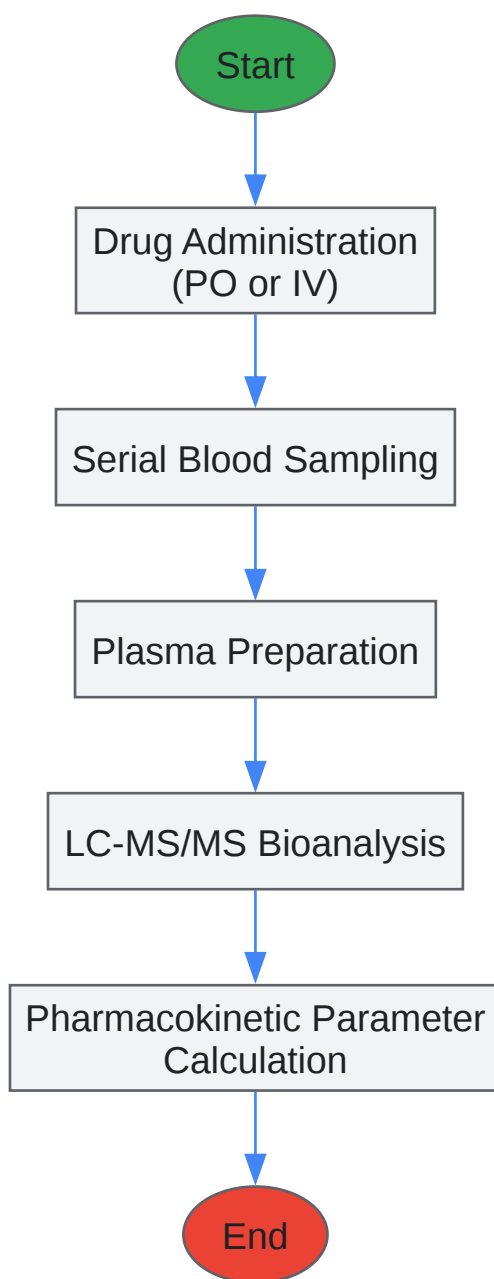 Start
Drug Administration
(PO or IV)
Serial Blood Sampling
Plasma Preparation
LC-MS/MS Bioanalysis
Pharmacokinetic Parameter
Calculation
End